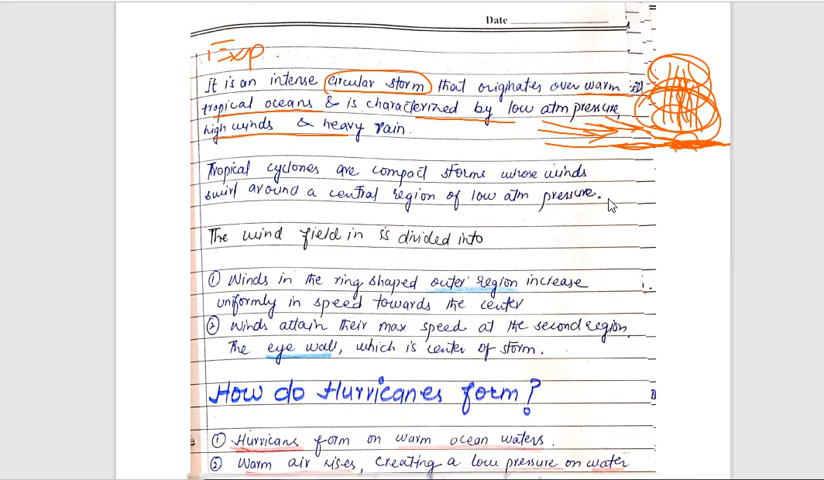 Date
Exp
It is an intense circular storm that originates over warm
tropical oceans & is characterized by low atm pressure,
high winds & heavy rain.
Tropical cyclones are compact storms whose winds
swirl around a central region of low atm pressure.
The wind field in is divided into
① Winds in the ring shaped outer region increase
uniformly in speed towards the center
② Winds attain their max speed at the second region,
The eye wall, which is center of storm.
How do Hurricanes form?
① Hurricans form on warm ocean waters.
② Warm air rises, creating a low pressure on water